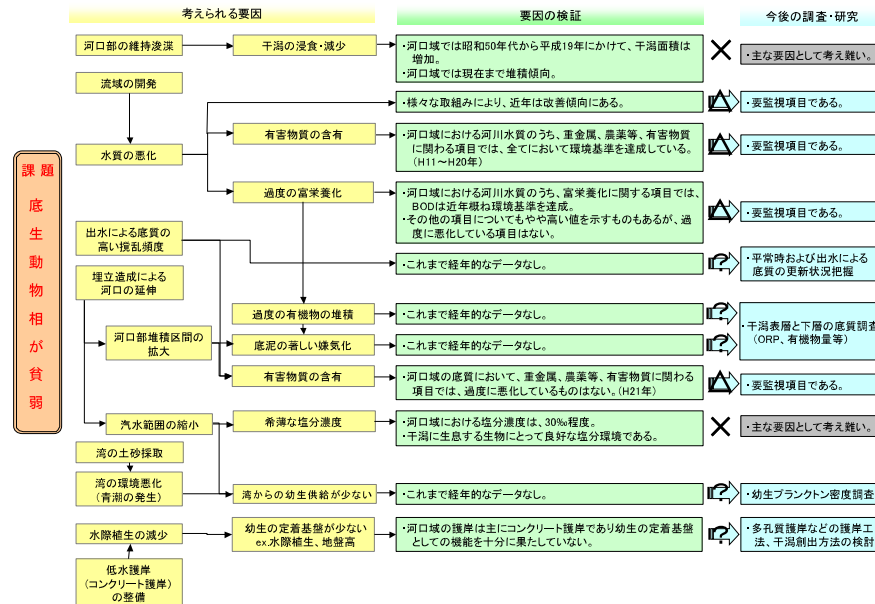 考えられる要因
要因の検証
今後の調査・研究
課題
底生動物相が貧弱
河口部の維持浚渫
干潟の浸食・減少
・河口域では昭和50年代から平成19年にかけて、干潟面積は
増加。
・河口域では現在まで堆積傾向。
・主な要因として考え難い。
流域の開発
・様々な取組みにより、近年は改善傾向にある。
・要監視項目である。
水質の悪化
有害物質の含有
・河口域における河川水質のうち、重金属、農薬等、有害物質
に関わる項目では、全てにおいて環境基準を達成している。
(H11～H20年)
・要監視項目である。
過度の富栄養化
・河口域における河川水質のうち、富栄養化に関する項目では、
BODは近年概ね環境基準を達成。
・その他の項目についてもやや高い値を示すものもあるが、過
度に悪化している項目はない。
・要監視項目である。
出水による底質の
高い撹乱頻度
・これまで経年的なデータなし。
・平常時および出水による
底質の更新状況把握
埋立造成による
河口の延伸
過度の有機物の堆積
・これまで経年的なデータなし。
・干潟表層と下層の底質調査
(ORP、有機物量等)
河口部堆積区間の
拡大
底泥の著しい嫌気化
・これまで経年的なデータなし。
有害物質の含有
・河口域の底質において、重金属、農薬等、有害物質に関わる
項目では、過度に悪化しているものはない。(H21年)
・要監視項目である。
汽水範囲の縮小
希薄な塩分濃度
・河口域における塩分濃度は、30‰程度。
・干潟に生息する生物にとって良好な塩分環境である。
・主な要因として考え難い。
湾の土砂採取
湾の環境悪化
(青潮の発生)
湾からの幼生供給が少ない
・これまで経年的なデータなし。
・幼生プランクトン密度調査
水際植生の減少
幼生の定着基盤が少ない
ex.水際植生、地盤高
・河口域の護岸は主にコンクリート護岸であり幼生の定着基盤
としての機能を十分に果たしていない。
・多孔質護岸などの護岸工
法、干潟創出方法の検討
低水護岸
(コンクリート護岸)
の整備